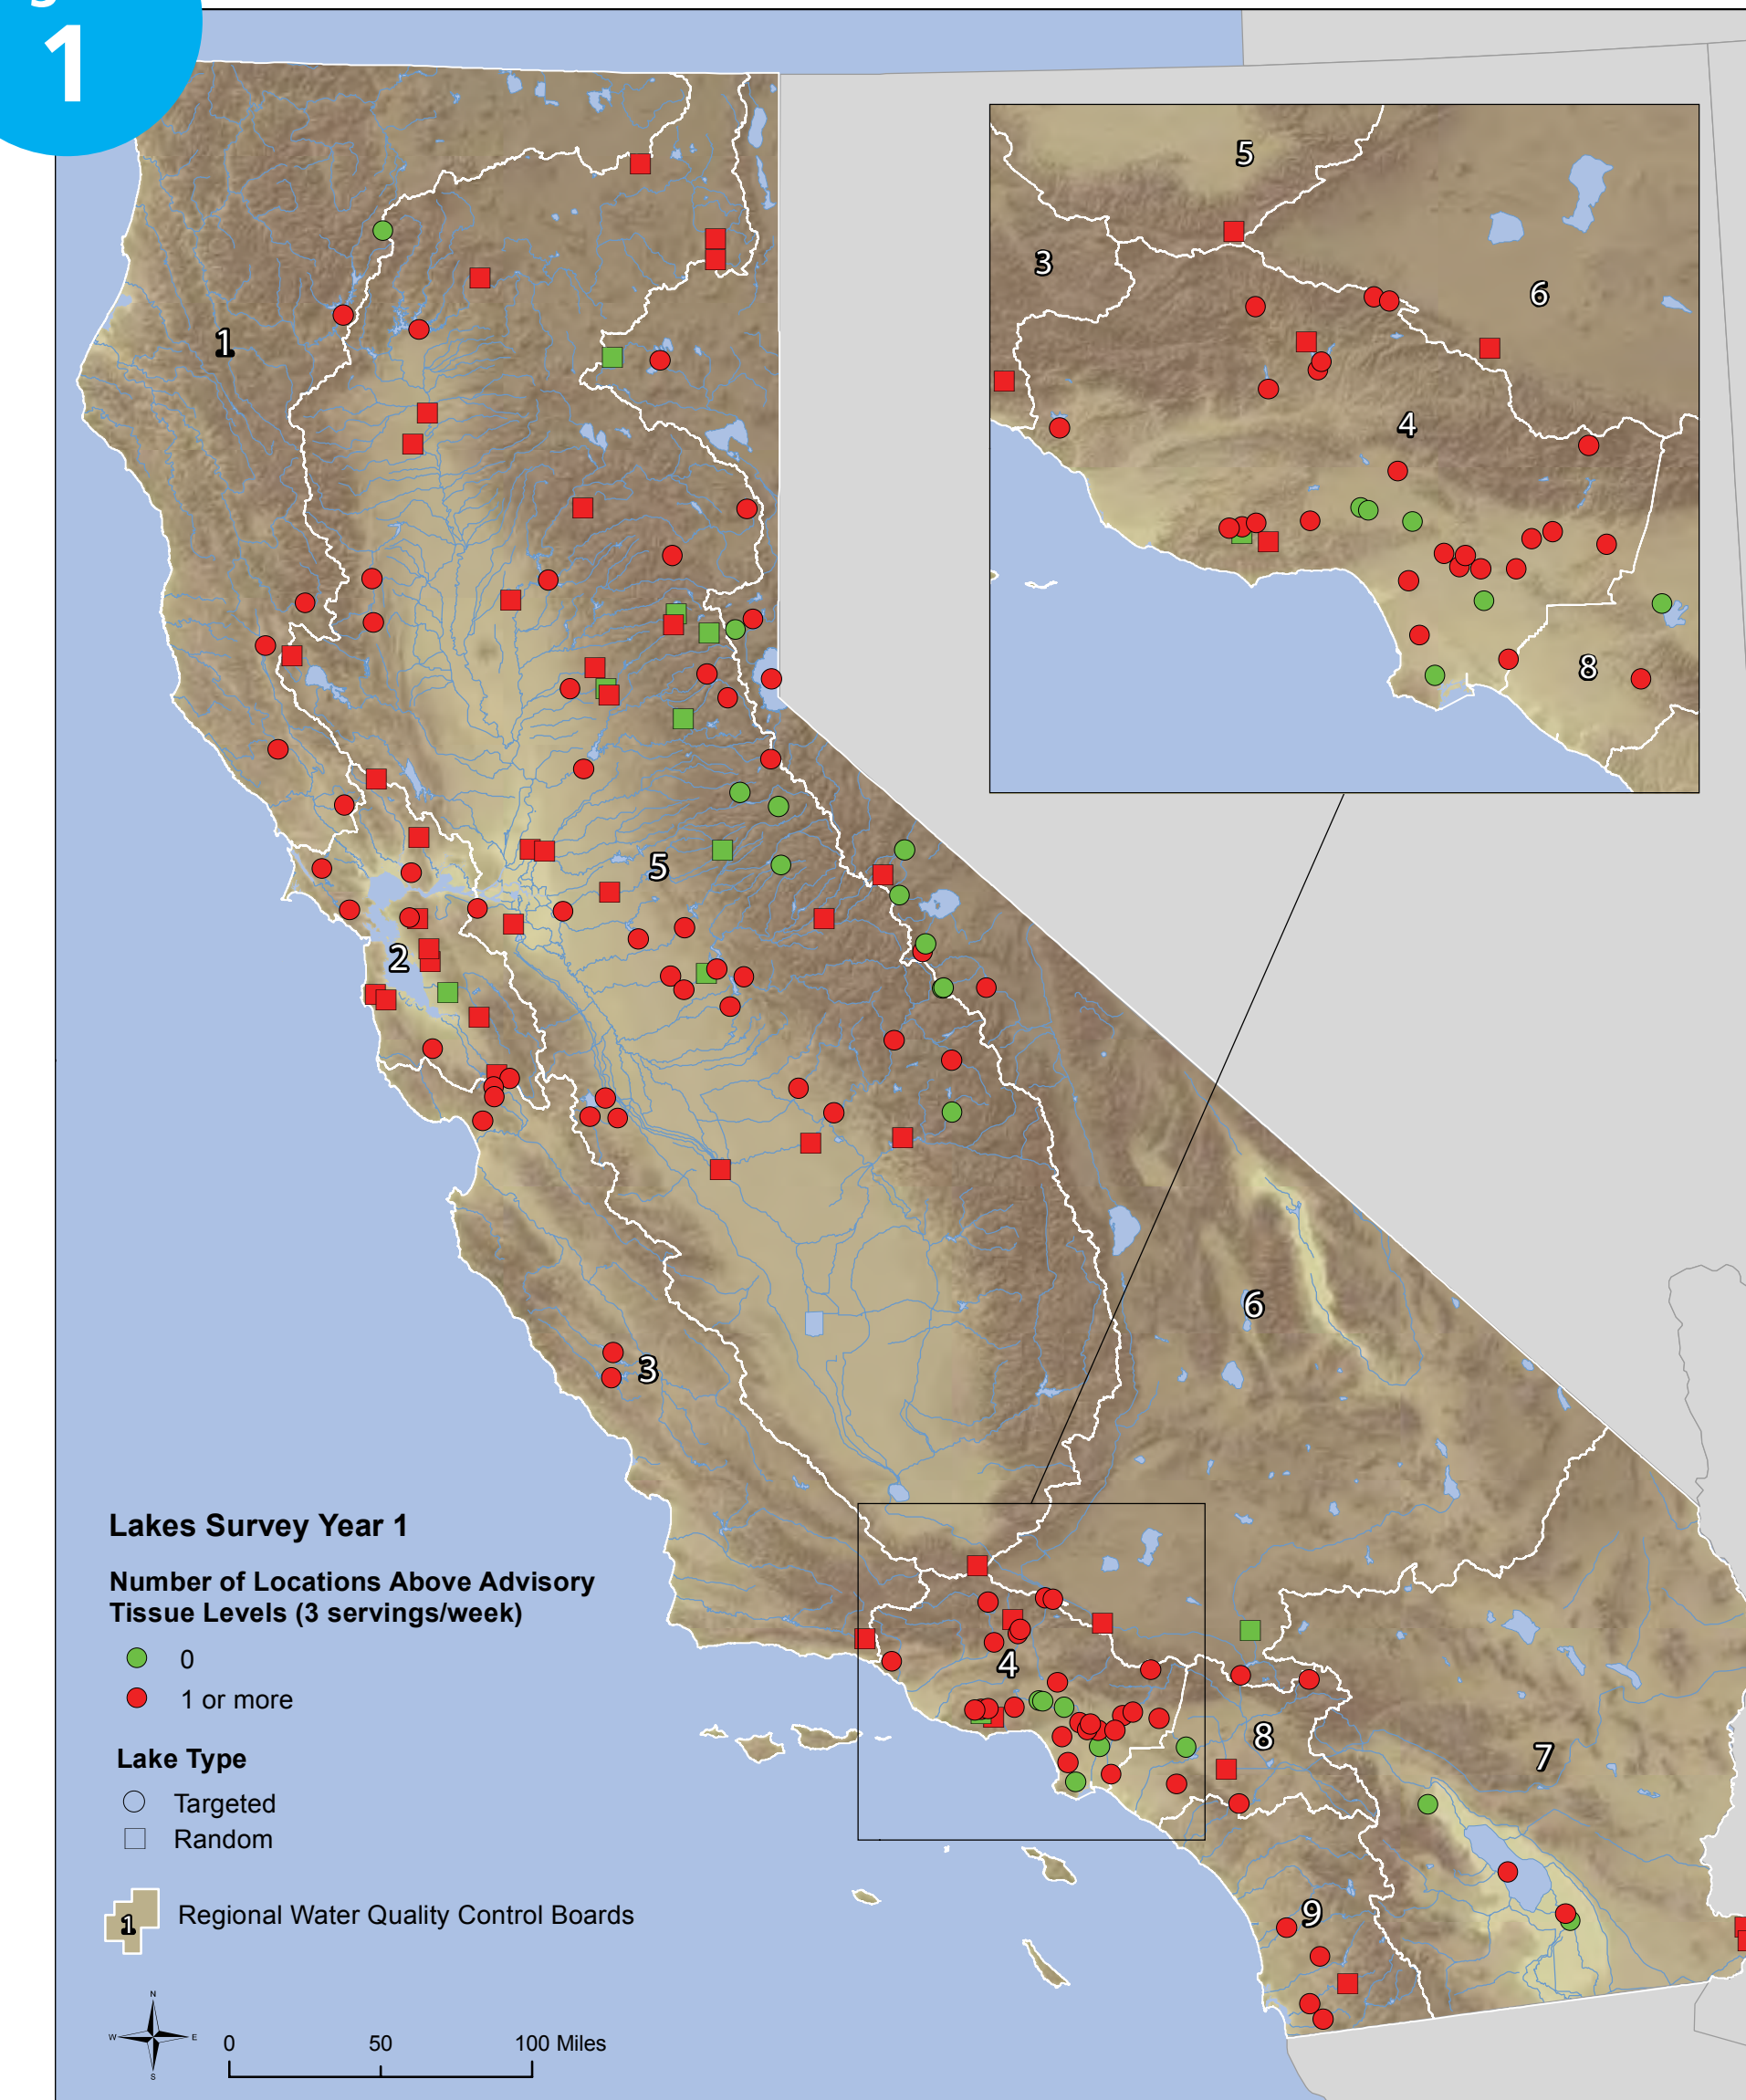 1
5
3
6
4
8
1
5
2
6
3
4
8
7
9
Lakes Survey Year 1
Number of Locations Above Advisory
Tissue Levels (3 servings/week)
0
1 or more
Lake Type
Targeted
Random
1
Regional Water Quality Control Boards
N
W
E
S
0
50
100 Miles